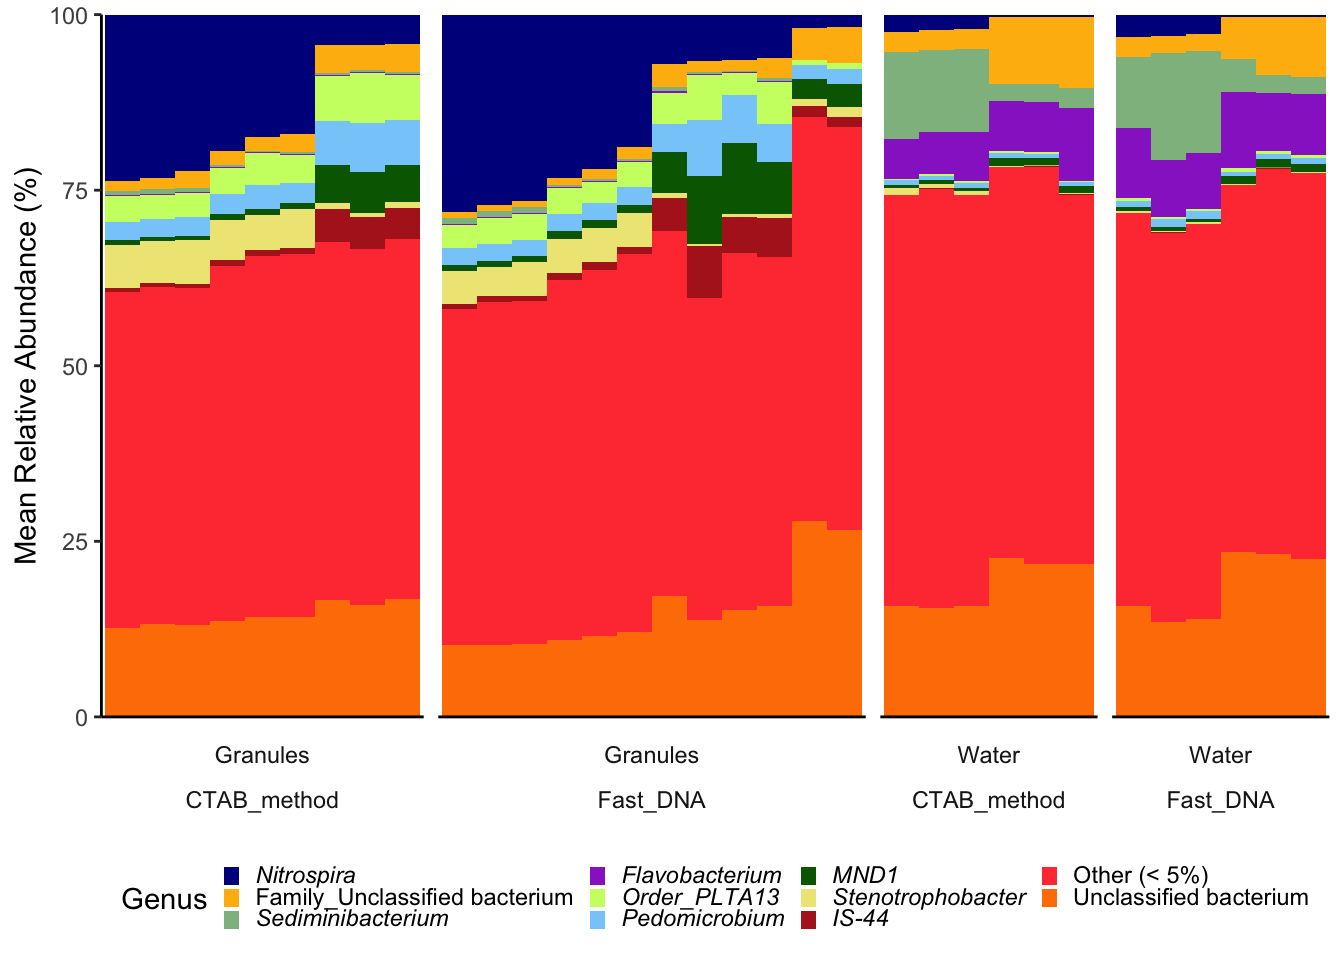 Mean Relative Abundance (%)
100
75
50
25
0
Granules
Granules
Water
Water
CTAB_method
Fast_DNA
CTAB_method
Fast_DNA
Genus
Nitrospira
Family_Unclassified bacterium
Sediminibacterium
Flavobacterium
Order_PLTA13
Pedomicrobium
MND1
Stenotrophobacter
IS-44
Other (< 5%)
Unclassified bacterium